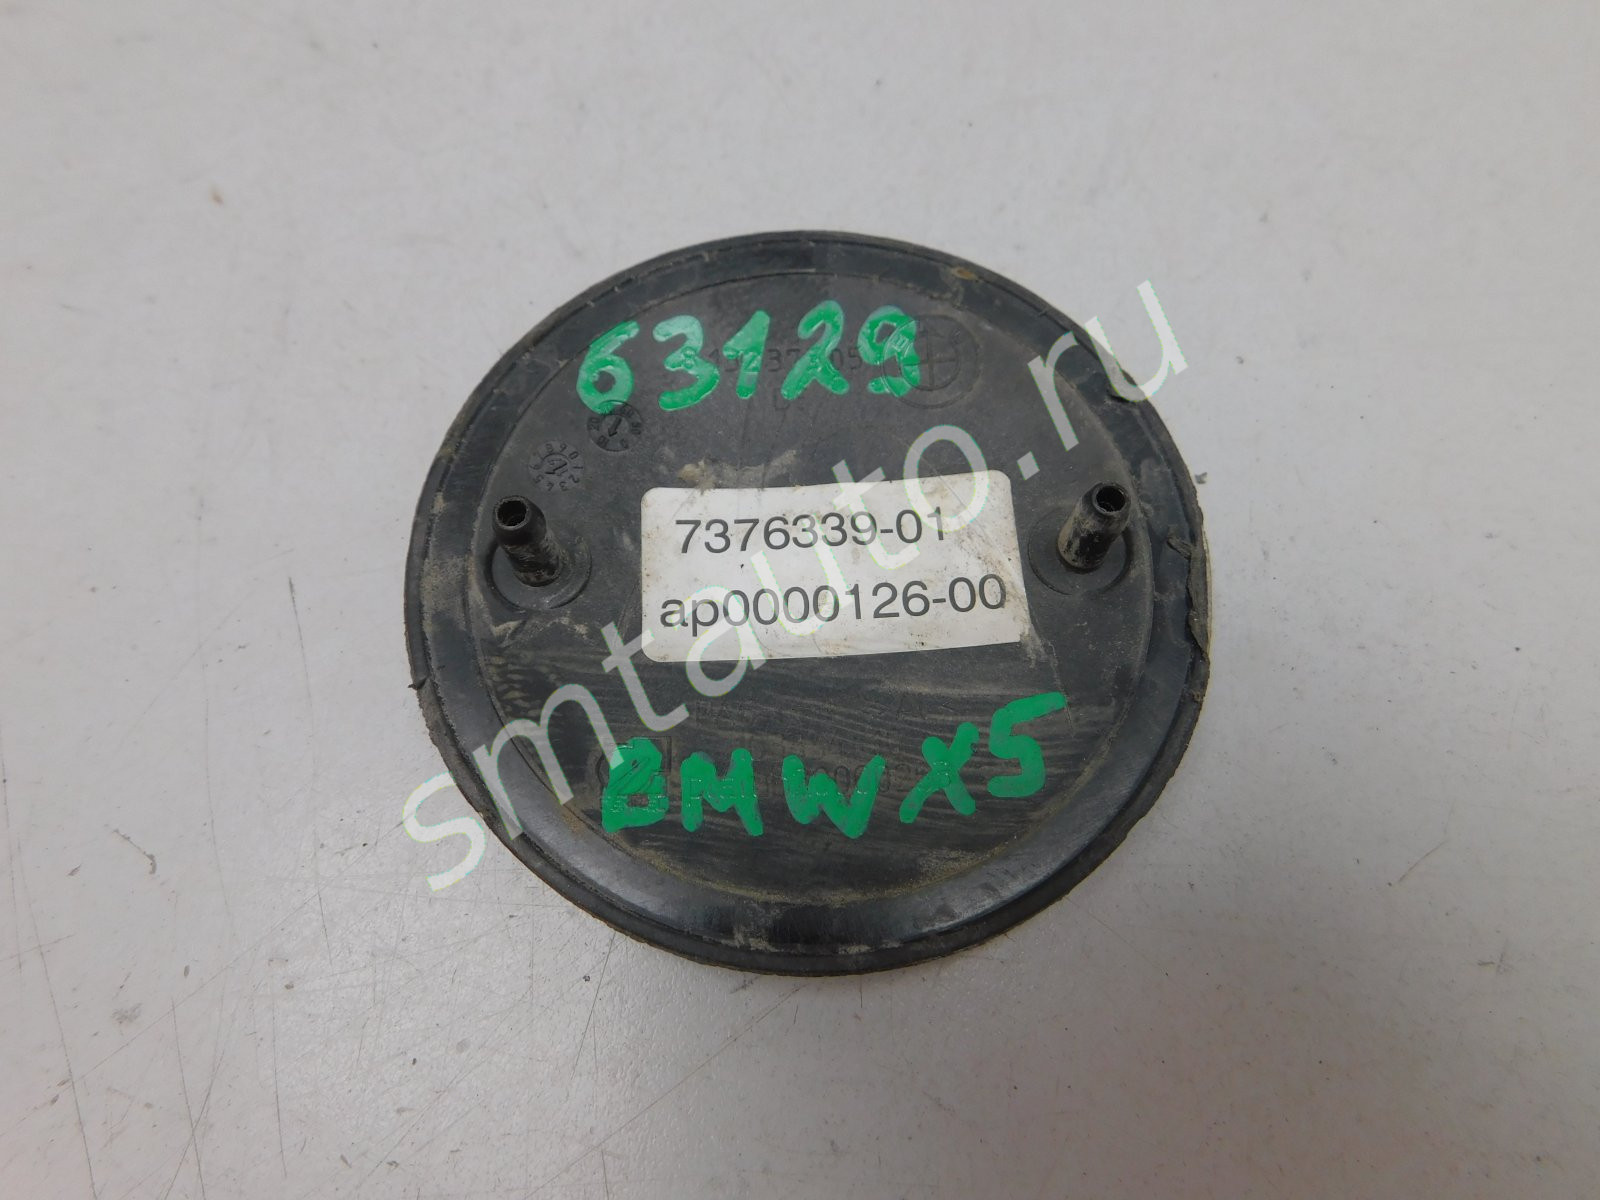 63129
7376339-01
ap0000126-00
BMW X5
smtauto.ru